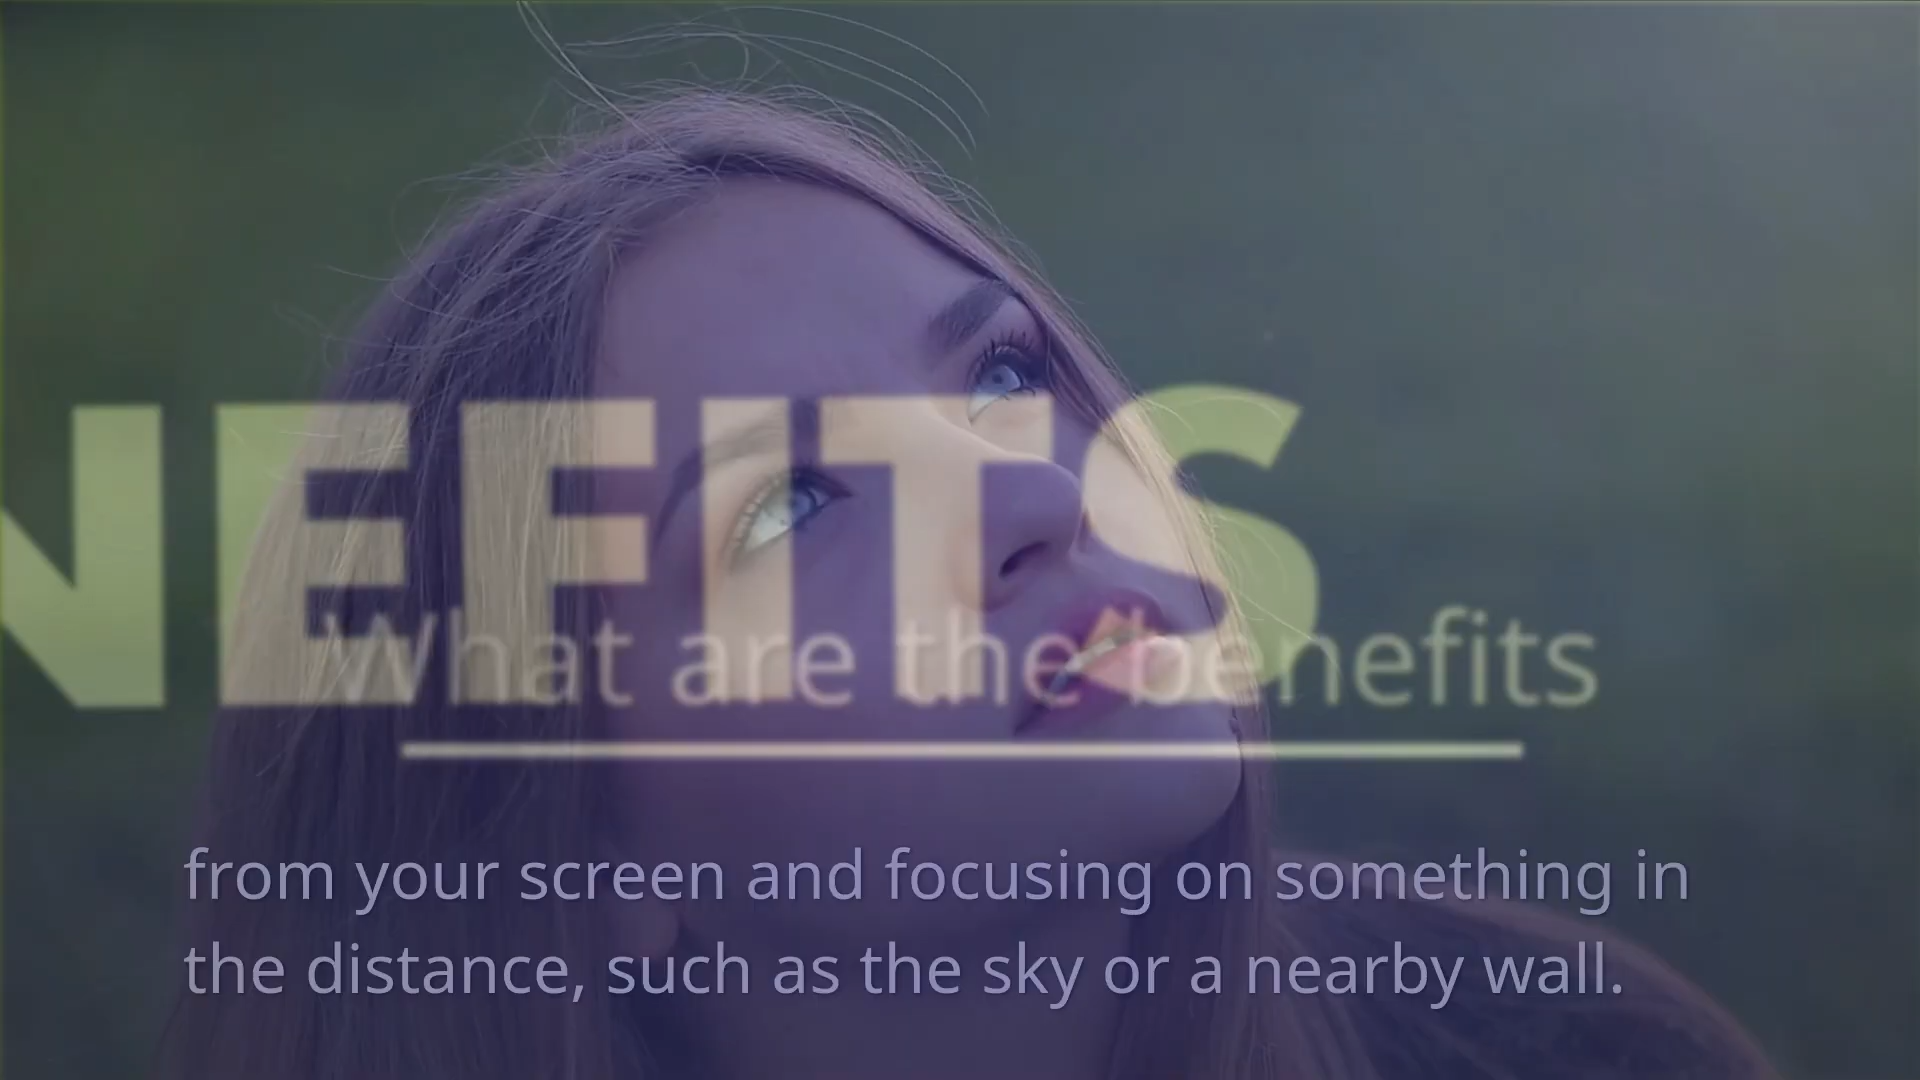 NEFITS
What are the benefits
from your screen and focusing on something in
the distance, such as the sky or a nearby wall.